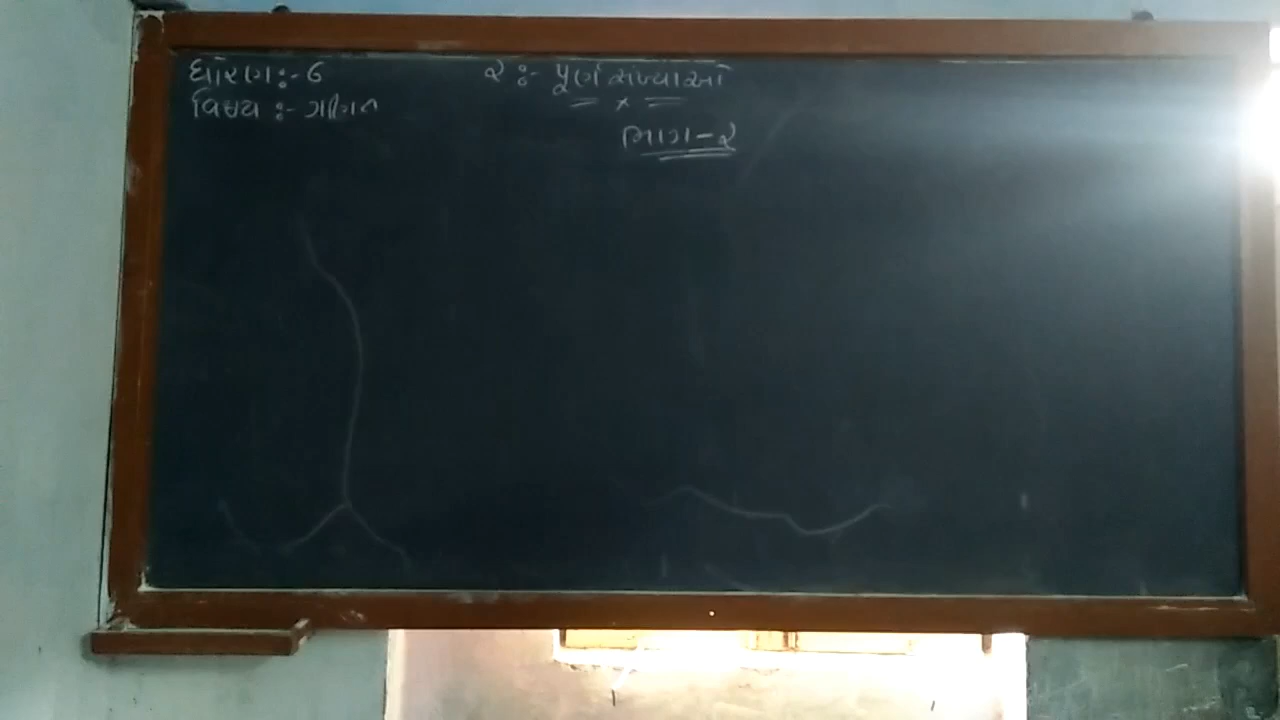 ધોરણ :- 6 ૨ :- પૂર્ણ સંખ્યાઓ
વિષય :- ગણિત
ભાગ - ૨